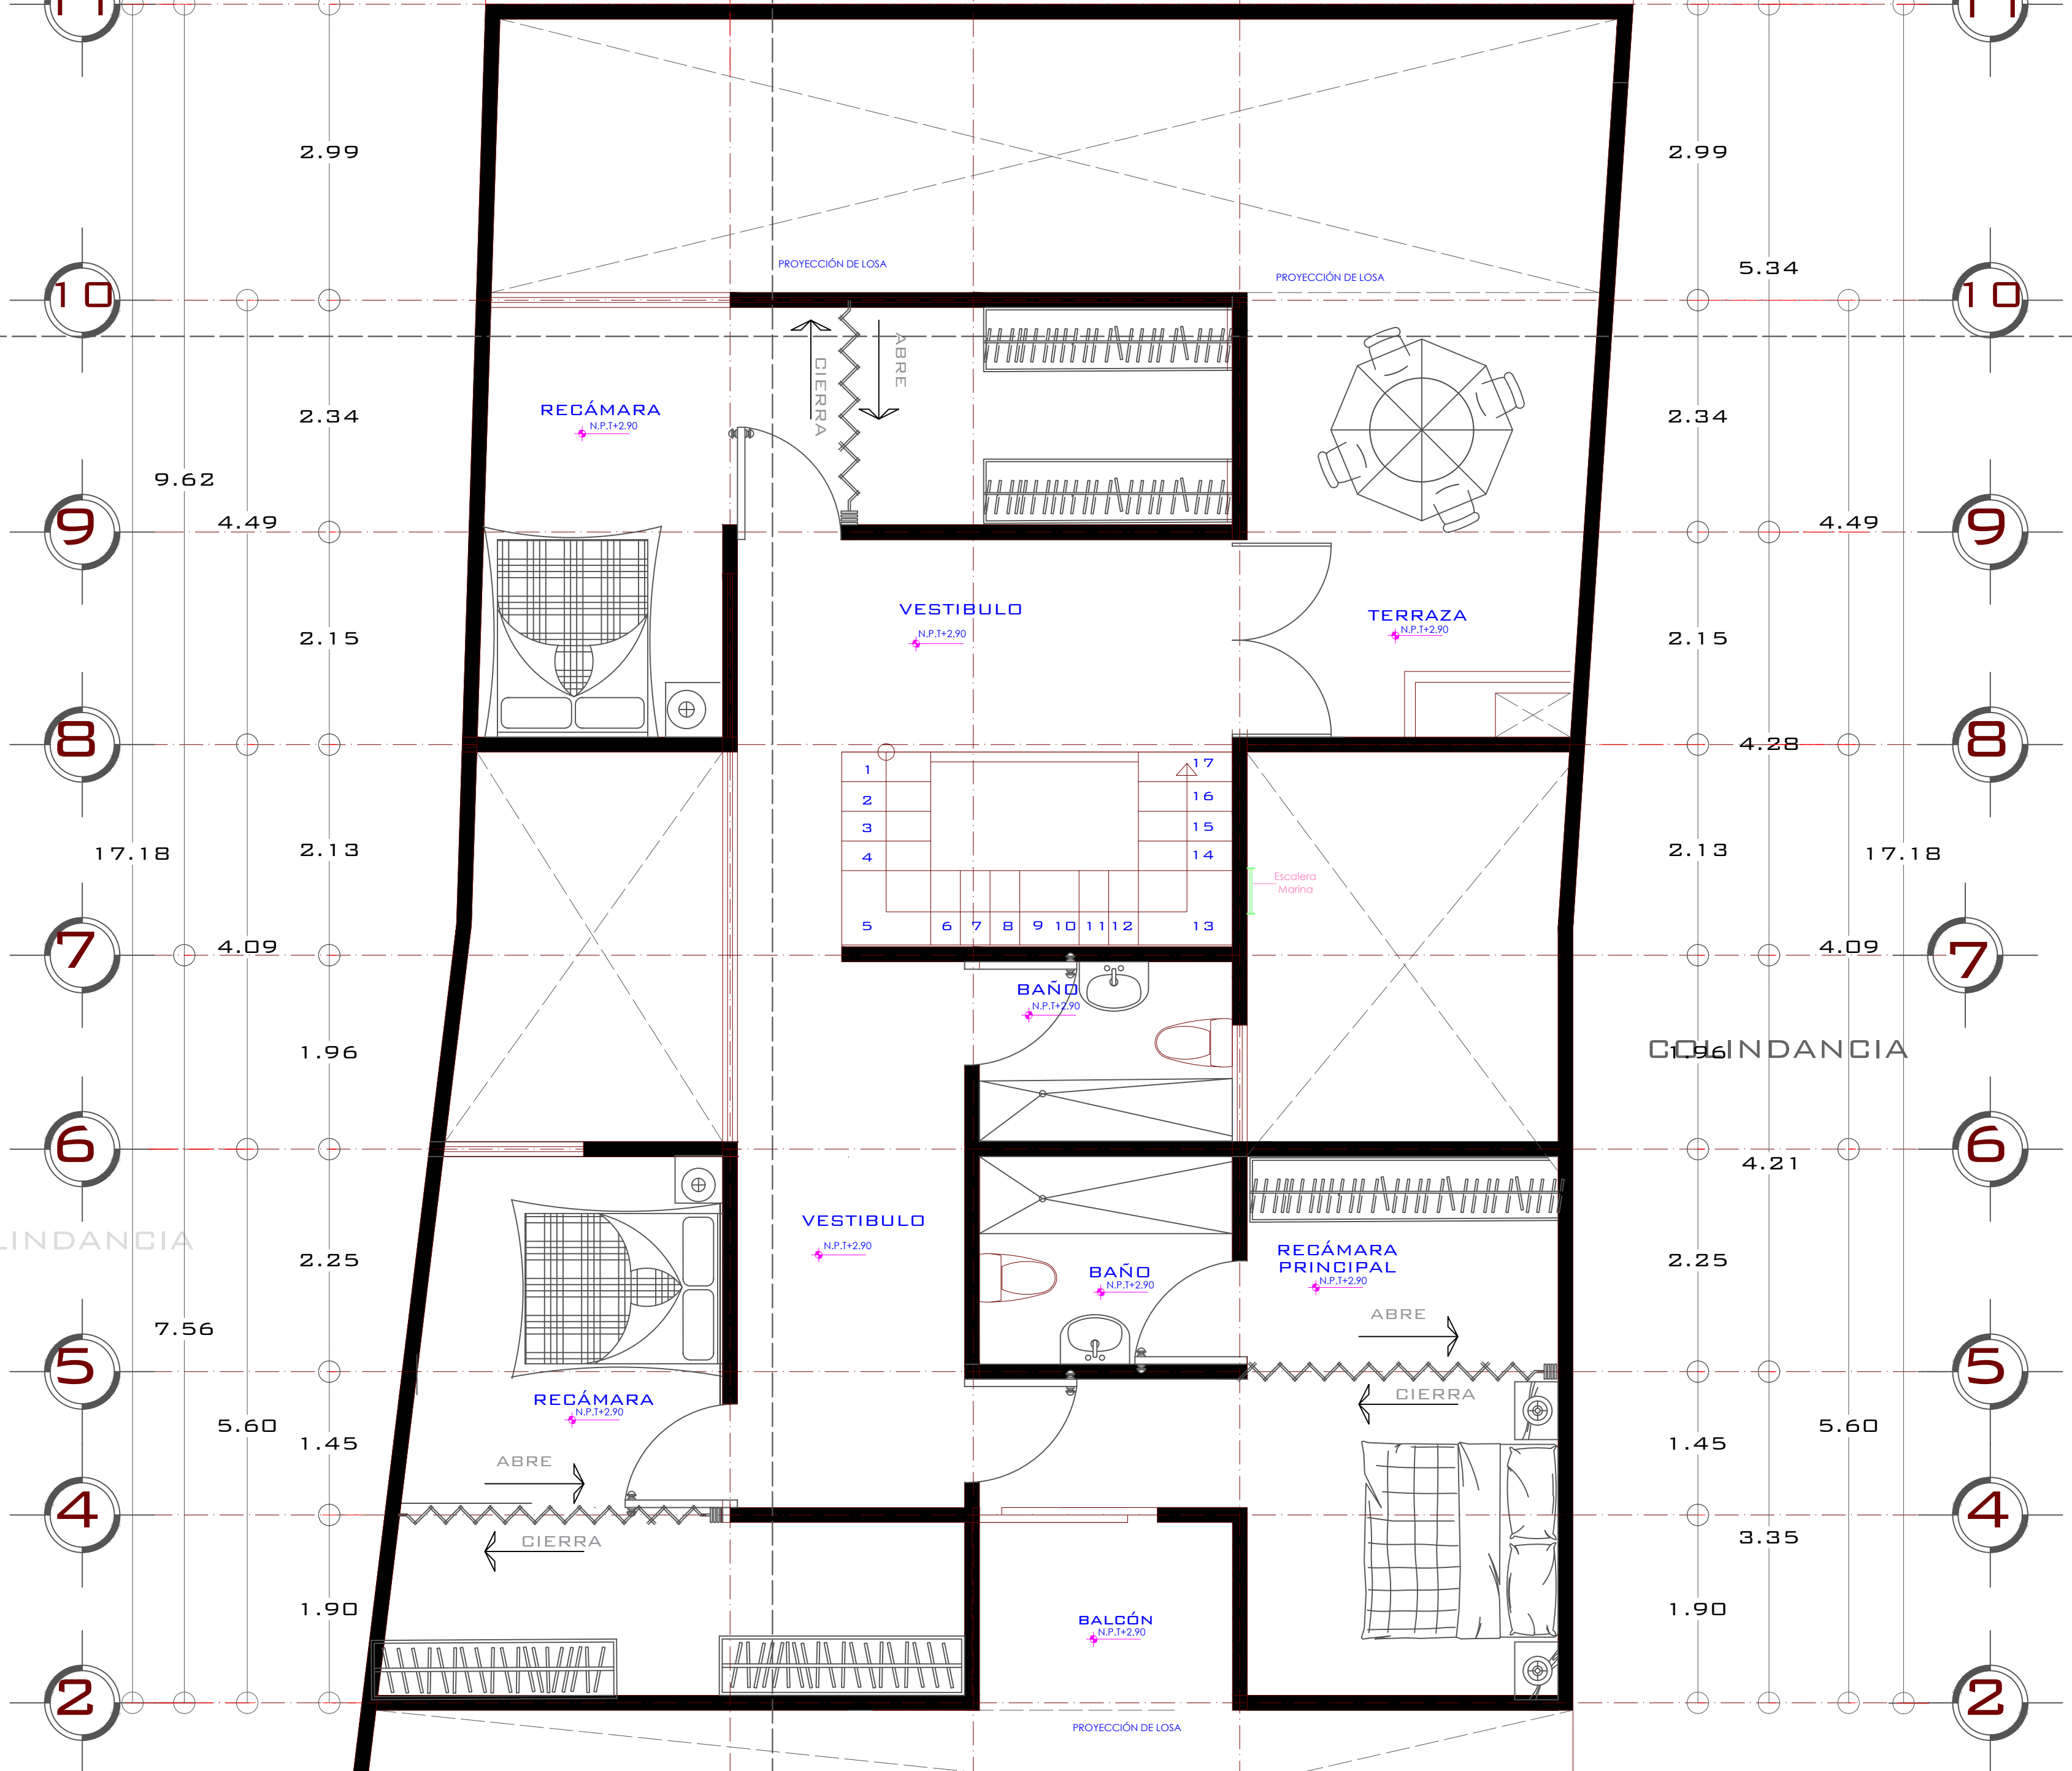 11
11
2.99
2.99
PROYECCIÓN DE LOSA
PROYECCIÓN DE LOSA
5.34
10
10
ABRE
CIERRA
RECÁMARA
N.P.T+2.90
2.34
2.34
9.62
4.49
4.49
9
9
VESTIBULO
N.P.T+2.90
TERRAZA
N.P.T+2.90
2.15
2.15
8
8
4.28
1
2
3
4
5
6
7
8
9
10
11
12
13
14
15
16
17
2.13
2.13
17.18
17.18
Escalera
Marina
7
7
4.09
4.09
BAÑO
N.P.T+2.90
1.96
1.96
COLINDANCIA
6
6
4.21
VESTIBULO
N.P.T+2.90
LINDANCIA
RECÁMARA
PRINCIPAL
N.P.T+2.90
BAÑO
N.P.T+2.90
2.25
2.25
ABRE
7.56
5
5
CIERRA
RECÁMARA
N.P.T+2.90
5.60
5.60
1.45
1.45
ABRE
4
4
CIERRA
3.35
1.90
1.90
BALCÓN
N.P.T+2.90
2
2
PROYECCIÓN DE LOSA